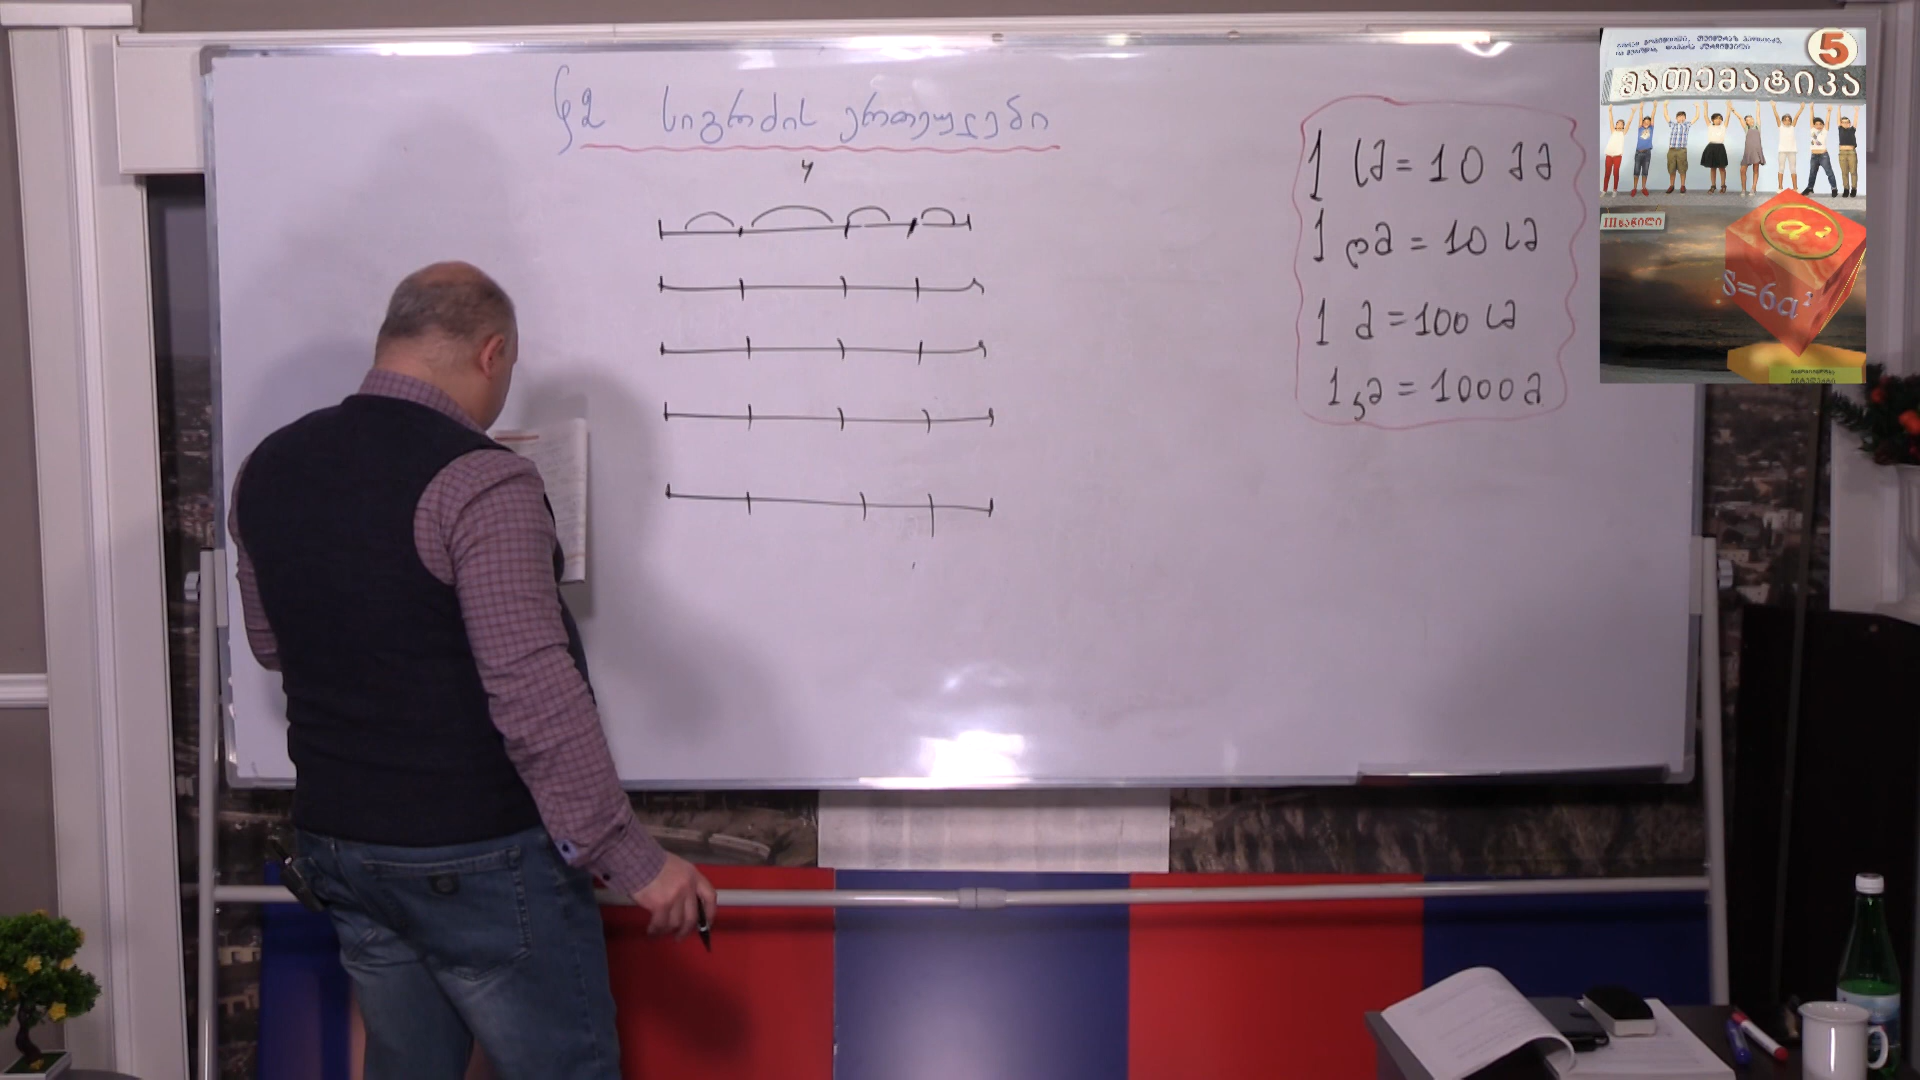 §2 სიგრძის ერთეულები
4
1 სმ = 10 მმ
1 დმ = 10 სმ
1 მ = 100 სმ
1 კმ = 1000 მ
5
მათემატიკა
III ნაწილი
a²
S=6a²